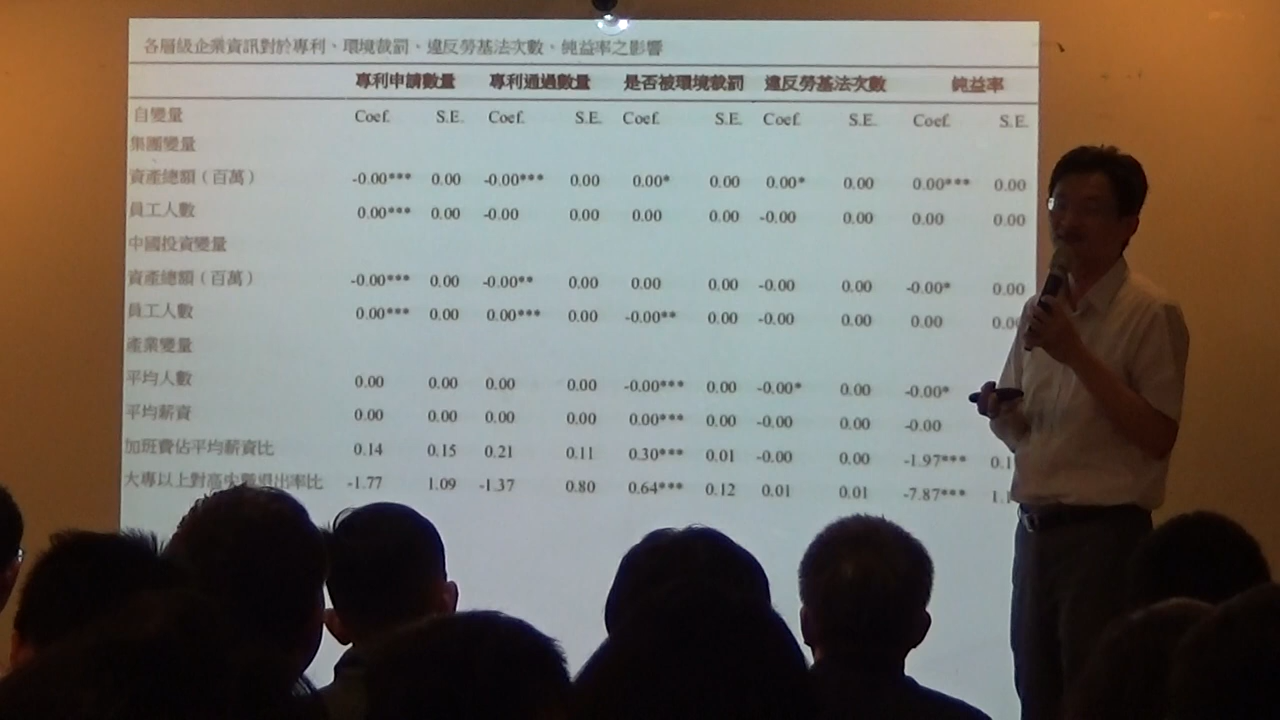 各層級企業資訊對於專利、環境裁罰、違反勞基法次數、純益率之影響
專利申請數量 專利通過數量 是否被環境裁罰 違反勞基法次數 純益率
自變量 Coef. S.E. Coef. S.E. Coef. S.E. Coef. S.E. Coef. S.E.
集團變量
資產總額（百萬） -0.00*** 0.00 -0.00*** 0.00 0.00* 0.00 0.00* 0.00 0.00*** 0.00
員工人數 0.00*** 0.00 -0.00 0.00 0.00 0.00 -0.00 0.00 0.00 0.00
中國投資變量
資產總額（百萬） -0.00*** 0.00 -0.00** 0.00 0.00 0.00 -0.00 0.00 -0.00* 0.00
員工人數 0.00*** 0.00 0.00*** 0.00 -0.00** 0.00 -0.00 0.00 0.00 0.00
產業變量
平均人數 0.00 0.00 0.00 0.00 -0.00*** 0.00 -0.00* 0.00 -0.00*
平均薪資 0.00 0.00 0.00 0.00 0.00*** 0.00 -0.00 0.00 -0.00
加班費佔平均薪資比 0.14 0.15 0.21 0.11 0.30*** 0.01 -0.00 0.00 -1.97***
大專以上對高中職退出率比 -1.77 1.09 -1.37 0.80 0.64*** 0.12 0.01 0.01 -7.87***